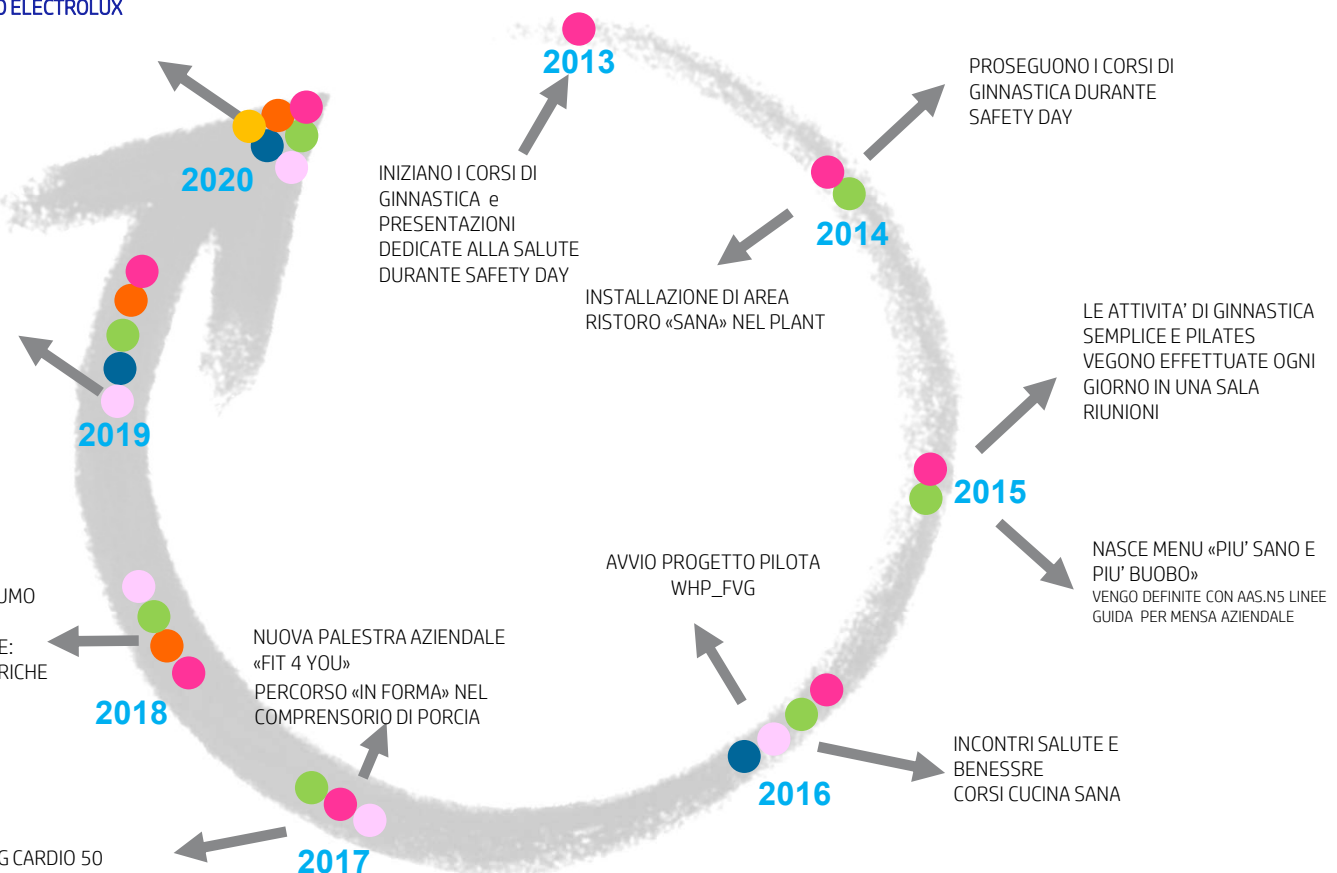 O ELECTROLUX
2013
INIZIANO I CORSI DI
GINNASTICA e
PRESENTAZIONI
DEDICATE ALLA SALUTE
DURANTE SAFETY DAY
PROSEGUONO I CORSI DI
GINNASTICA DURANTE
SAFETY DAY
2014
INSTALLAZIONE DI AREA
RISTORO «SANA» NEL PLANT
LE ATTIVITA’ DI GINNASTICA
SEMPLICE E PILATES
VEGONO EFFETTUATE OGNI
GIORNO IN UNA SALA
RIUNIONI
2015
NASCE MENU «PIU’ SANO E
PIU’ BUOBO»
VENGO DEFINITE CON AAS.N5 LINEE
GUIDA PER MENSA AZIENDALE
AVVIO PROGETTO PILOTA
WHP_FVG
2016
INCONTRI SALUTE E
BENESSRE
CORSI CUCINA SANA
NUOVA PALESTRA AZIENDALE
«FIT 4 YOU»
PERCORSO «IN FORMA» NEL
COMPRENSORIO DI PORCIA
2017
G CARDIO 50
UMO
E:
RICHE
2018
2019
2020